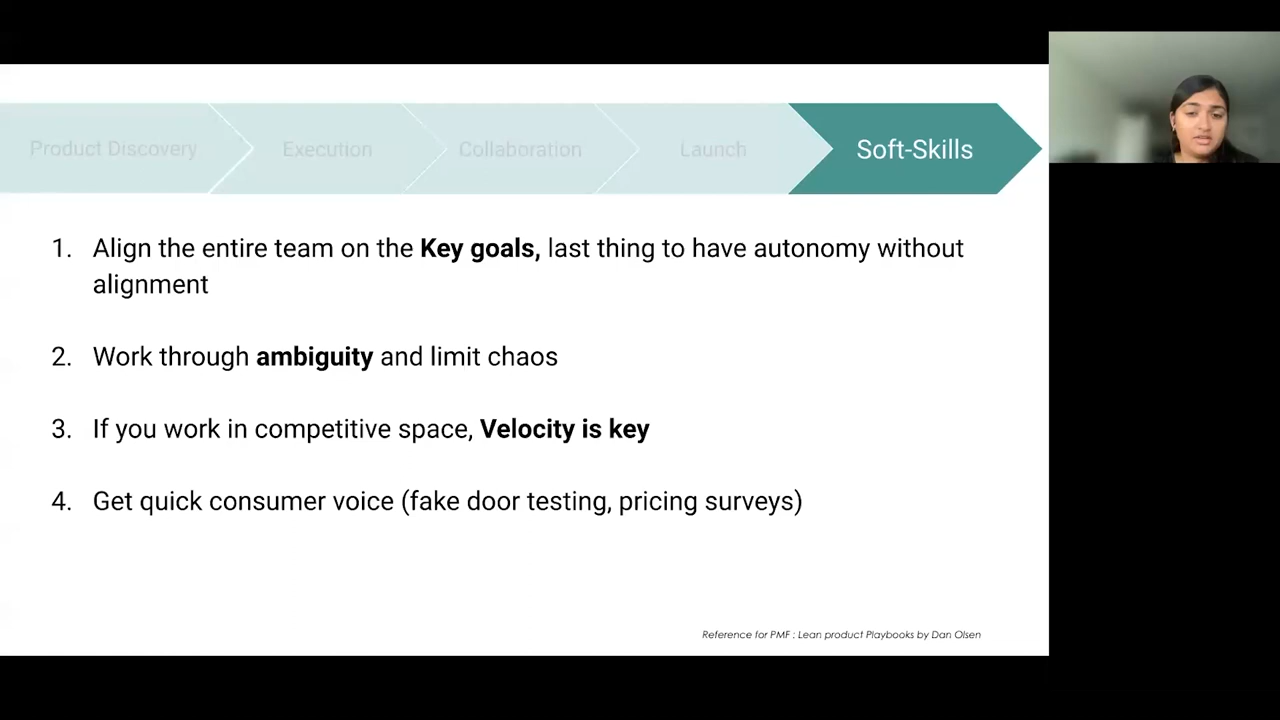 Product Discovery
Execution
Collaboration
Launch
Soft-Skills
1. Align the entire team on the Key goals, last thing to have autonomy without
alignment
2. Work through ambiguity and limit chaos
3. If you work in competitive space, Velocity is key
4. Get quick consumer voice (fake door testing, pricing surveys)
Reference for PMF : Lean product Playbooks by Dan Olsen